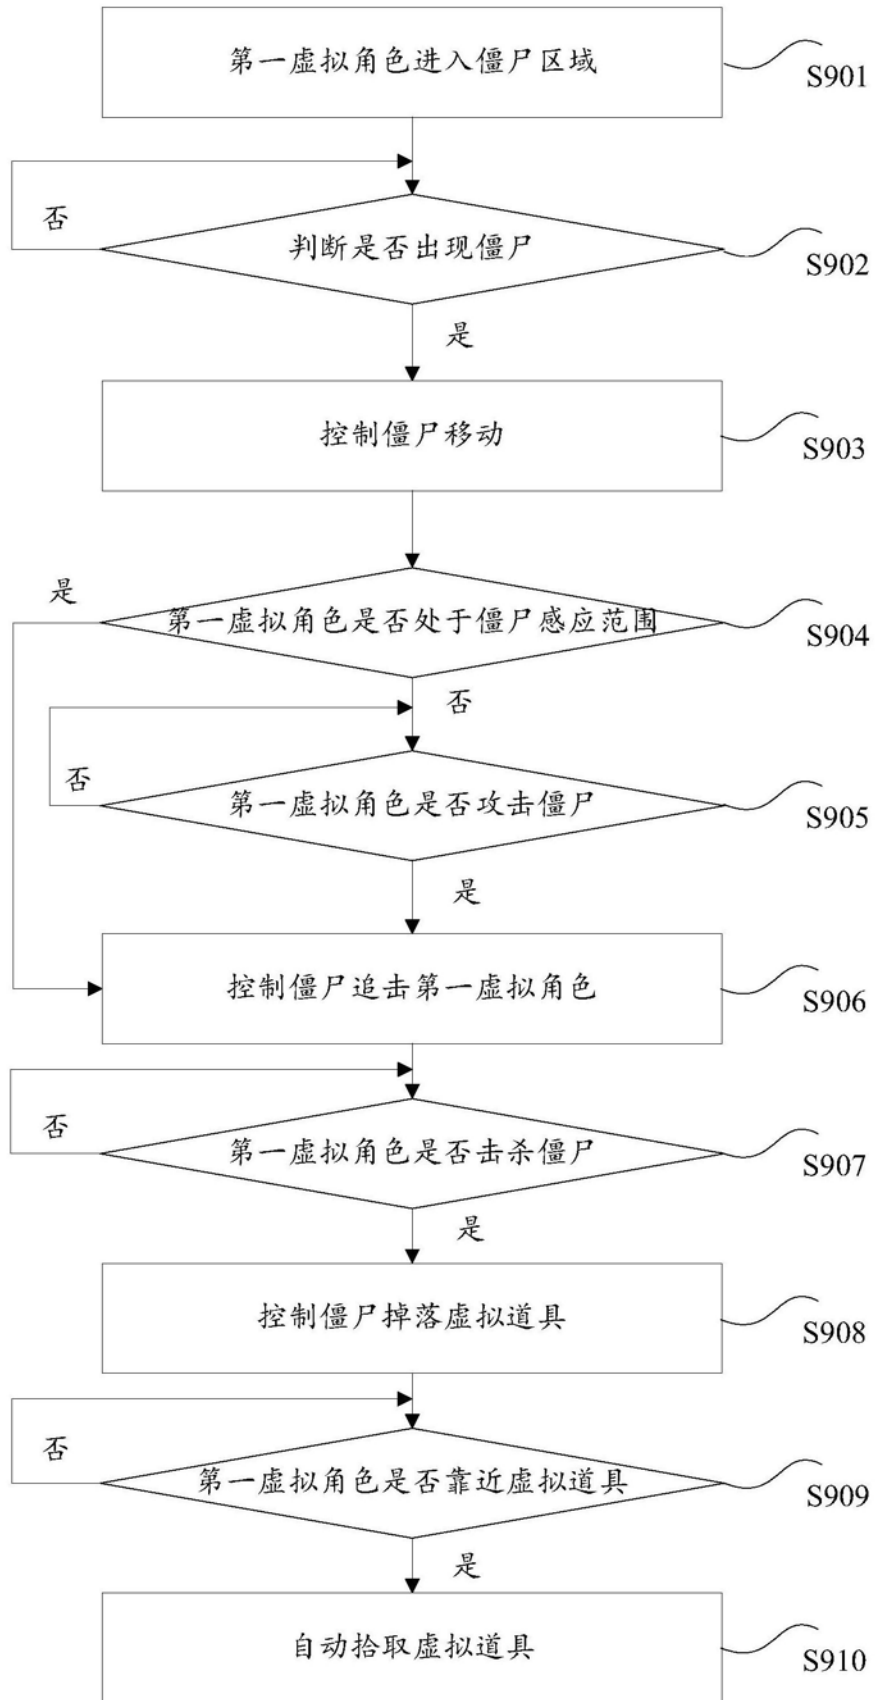 第一虚拟角色进入僵尸区域
S901
否
判断是否出现僵尸
S902
是
控制僵尸移动
S903
是
第一虚拟角色是否处于僵尸感应范围
S904
否
否
第一虚拟角色是否攻击僵尸
S905
是
控制僵尸追击第一虚拟角色
S906
否
第一虚拟角色是否击杀僵尸
S907
是
控制僵尸掉落虚拟道具
S908
否
第一虚拟角色是否靠近虚拟道具
S909
是
自动拾取虚拟道具
S910